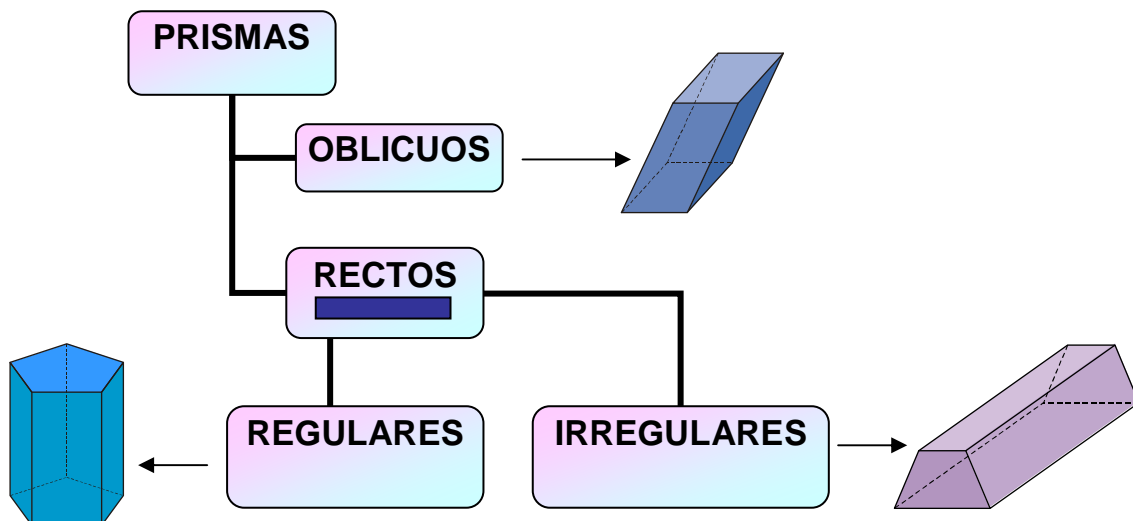 PRISMAS
OBLICUOS
RECTOS
REGULARES
IRREGULARES